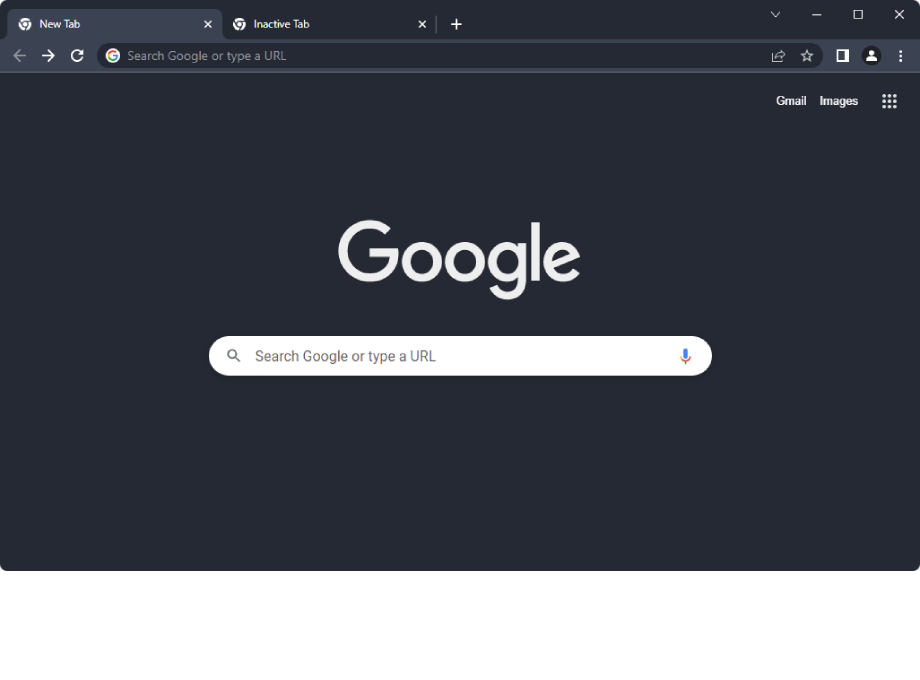 New Tab
Inactive Tab
Search Google or type a URL
Gmail
Images
Google
Search Google or type a URL